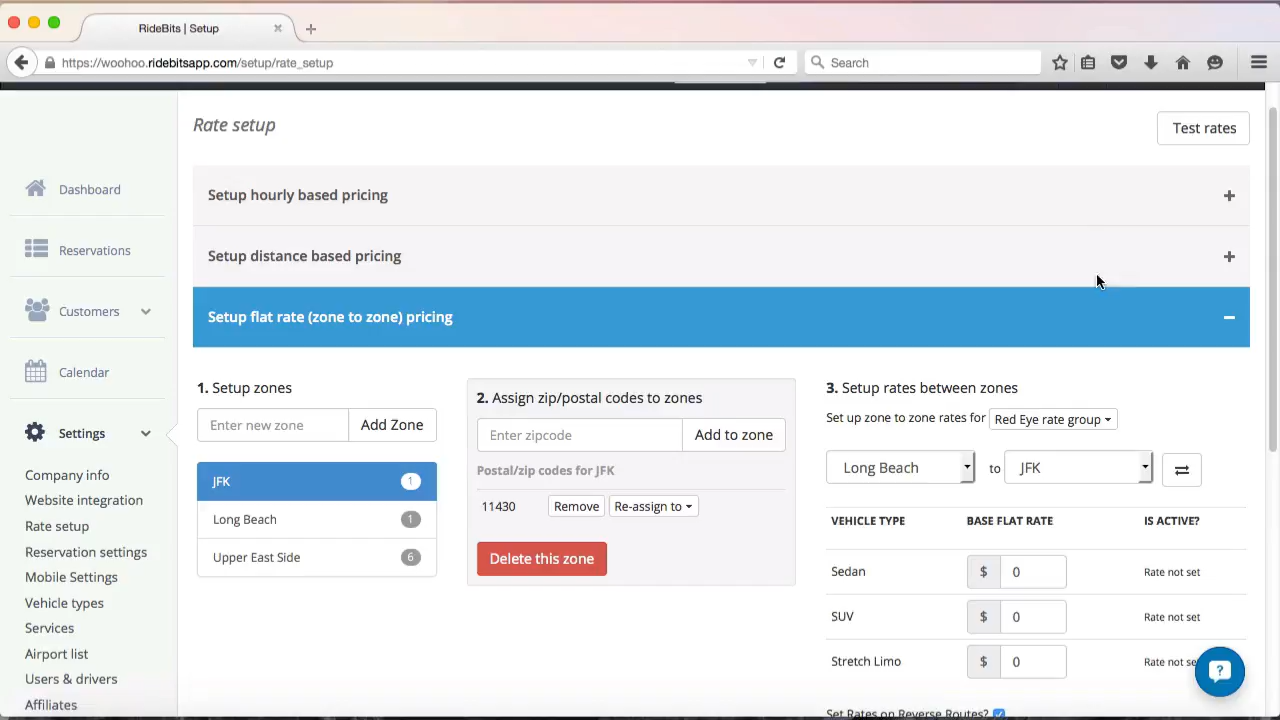 RideBits | Setup
https://woohoo.ridebitsapp.com/setup/rate_setup
Search
Rate setup
Test rates
Dashboard
Reservations
Customers
Calendar
Settings
Company info
Website integration
Rate setup
Reservation settings
Mobile Settings
Vehicle types
Services
Airport list
Users & drivers
Affiliates
Setup hourly based pricing
Setup distance based pricing
Setup flat rate (zone to zone) pricing
1. Setup zones
Enter new zone Add Zone
JFK 1
Long Beach 1
Upper East Side 6
2. Assign zip/postal codes to zones
Enter zipcode Add to zone
Postal/zip codes for JFK
11430 Remove Re-assign to
Delete this zone
3. Setup rates between zones
Set up zone to zone rates for Red Eye rate group
Long Beach to JFK
VEHICLE TYPE BASE FLAT RATE IS ACTIVE?
Sedan $ 0 Rate not set
SUV $ 0 Rate not set
Stretch Limo $ 0 Rate not se
Set Rates on Reverse Routes?